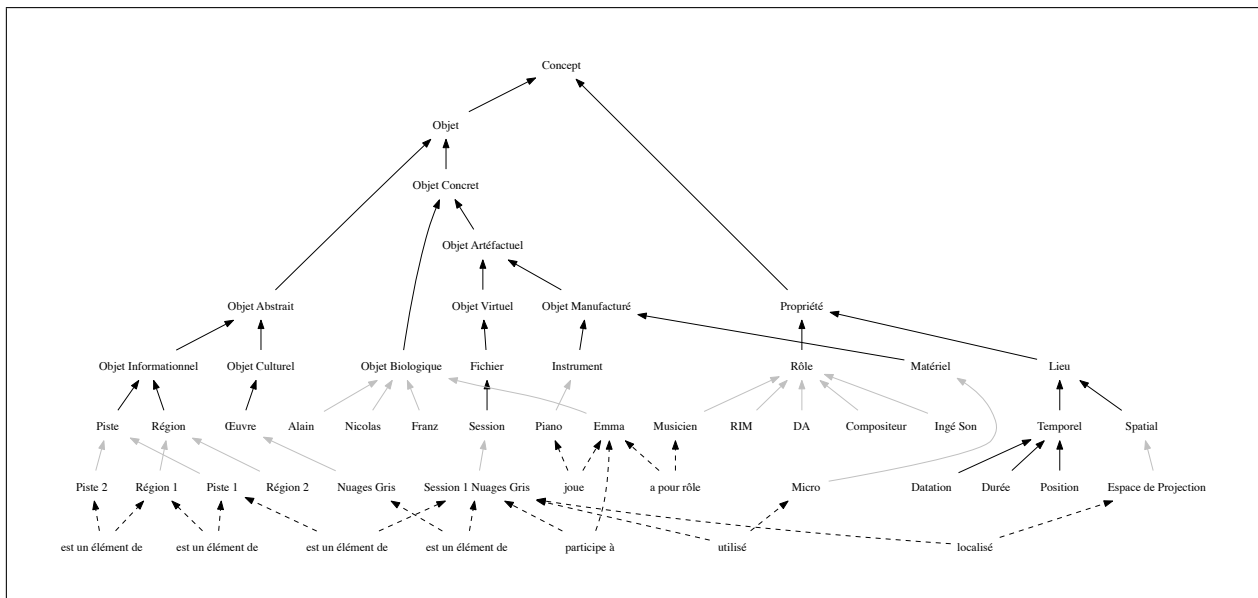 Concept
Objet
Objet Concret
Objet Artéfactuel
Objet Abstrait Objet Virtuel Objet Manufacturé Propriété
Objet Informationnel Objet Culturel Objet Biologique Fichier Instrument Rôle Matériel Lieu
Piste Région Œuvre Alain Nicolas Franz Session Piano Emma Musicien RIM DA Compositeur Ingé Son Temporel Spatial
Piste 2 Région 1 Piste 1 Région 2 Nuages Gris Session 1 Nuages Gris joue a pour rôle Micro Datation Durée Position Espace de Projection
est un élément de est un élément de est un élément de est un élément de participe à utilisé localisé